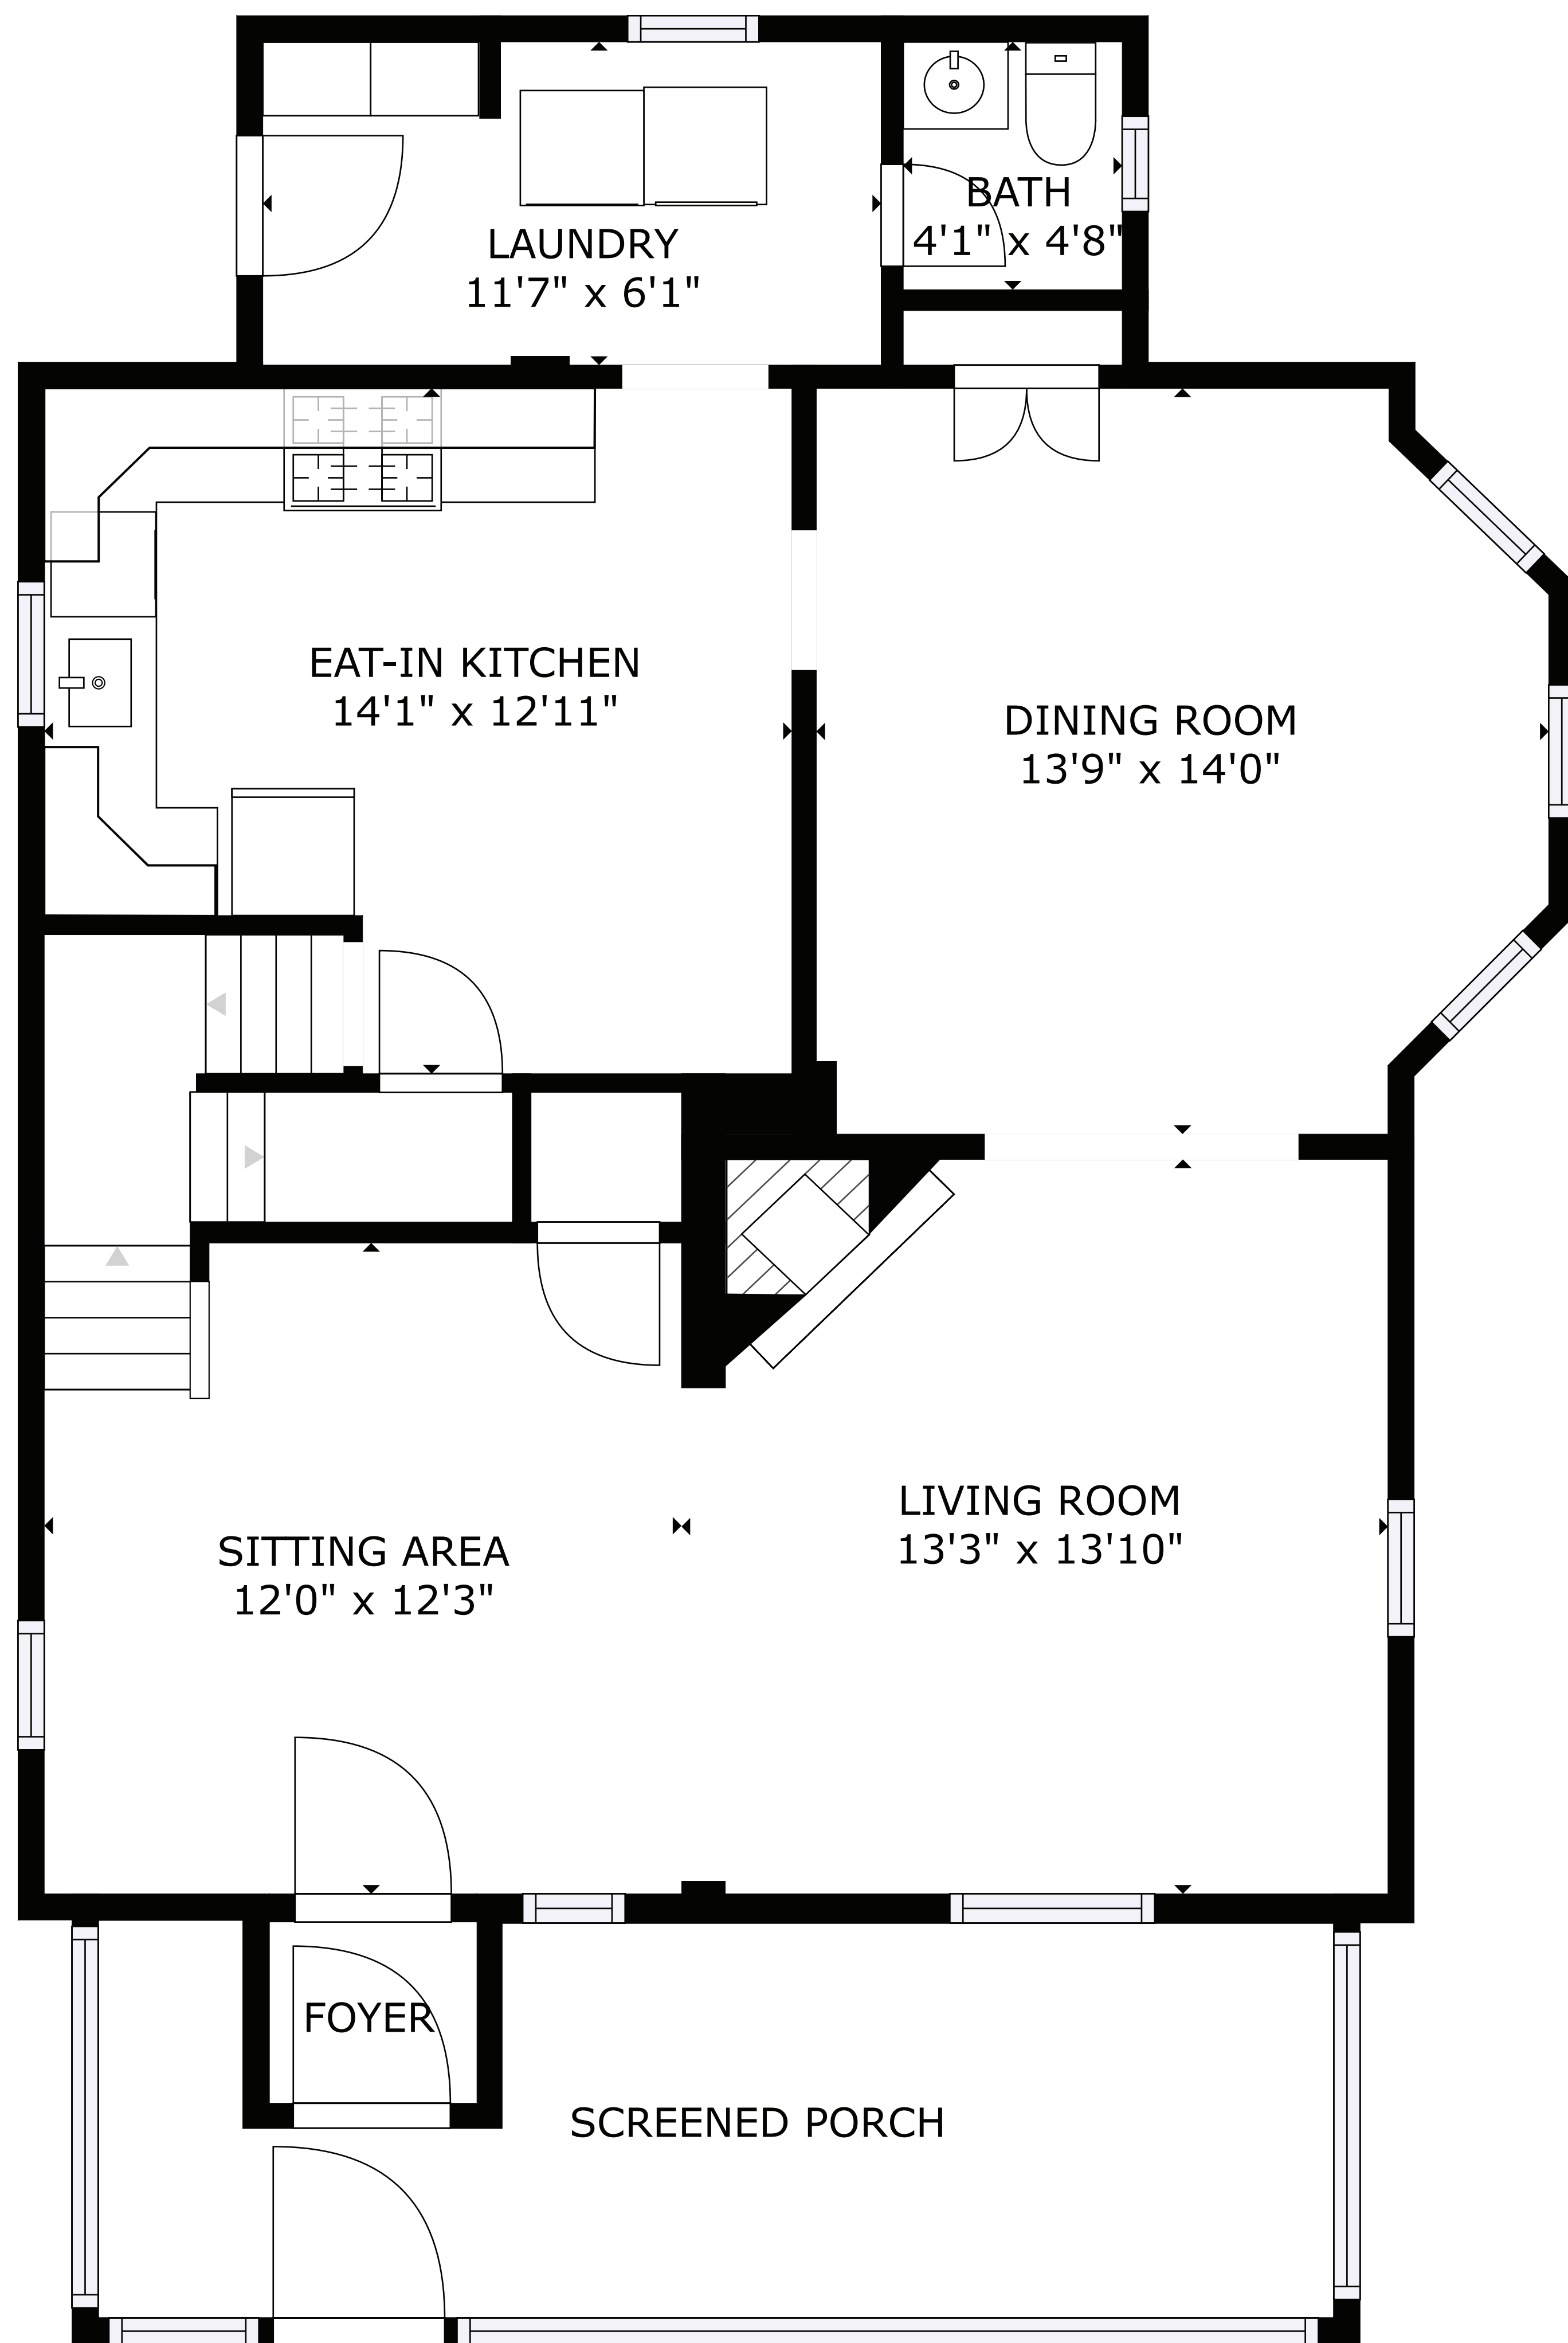 BATH
4'1" x 4'8"
LAUNDRY
11'7" x 6'1"
EAT-IN KITCHEN
14'1" x 12'11"
DINING ROOM
13'9" x 14'0"
LIVING ROOM
13'3" x 13'10"
SITTING AREA
12'0" x 12'3"
FOYER
SCREENED PORCH